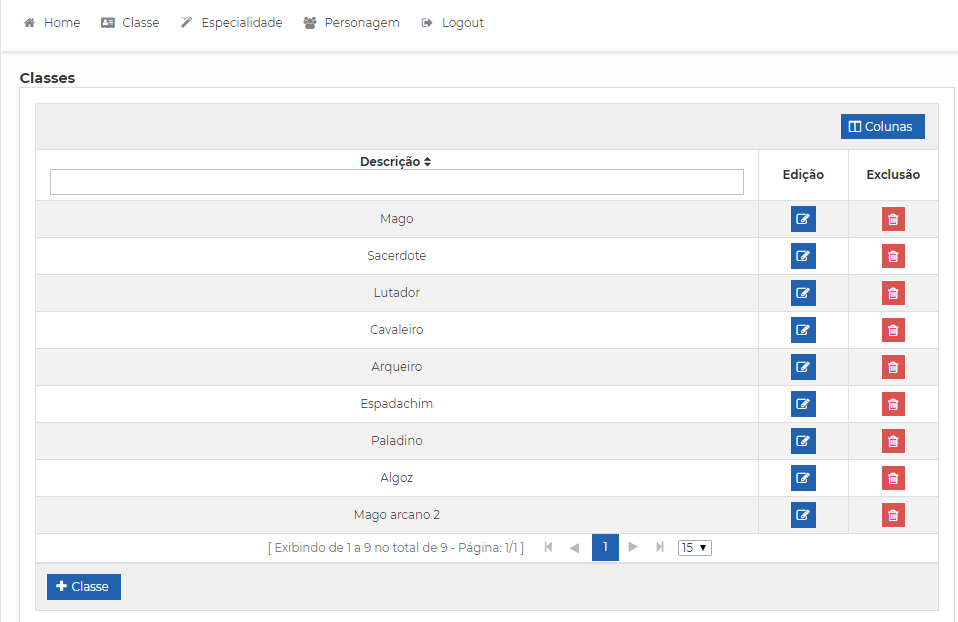 Home Classe Especialidade Personagem Logout
Classes
Colunas
Descrição Edição Exclusão
Mago
Sacerdote
Lutador
Cavaleiro
Arqueiro
Espadachim
Paladino
Algoz
Mago arcano 2
[ Exibindo de 1 a 9 no total de 9 - Página: 1/1 ] 1 15
Classe